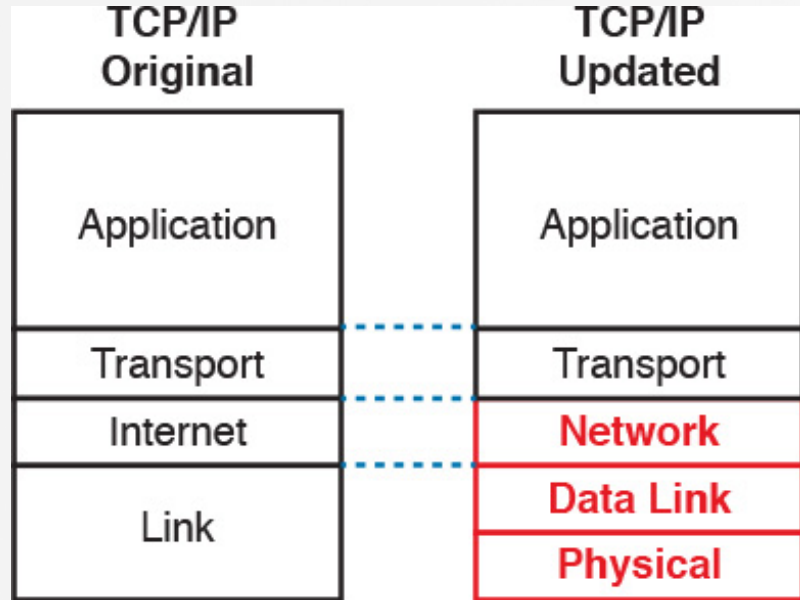 TCP/IP
Original
Application
Transport
Internet
Link
TCP/IP
Updated
Application
Transport
Network
Data Link
Physical